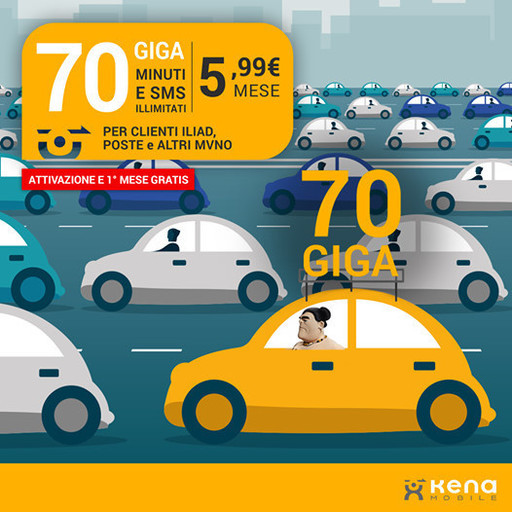 70 GIGA
MINUTI
E SMS
ILLIMITATI
5,99€
MESE
PER CLIENTI ILIAD,
POSTE e ALTRI MVNO
ATTIVAZIONE E 1° MESE GRATIS
70
GIGA
kena
MOBILE